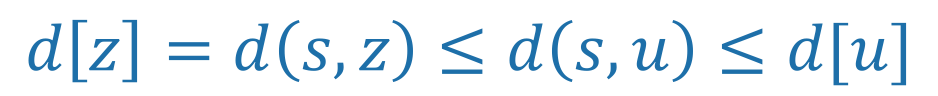 d[z] = d(s, z) ≤ d(s, u) ≤ d[u]